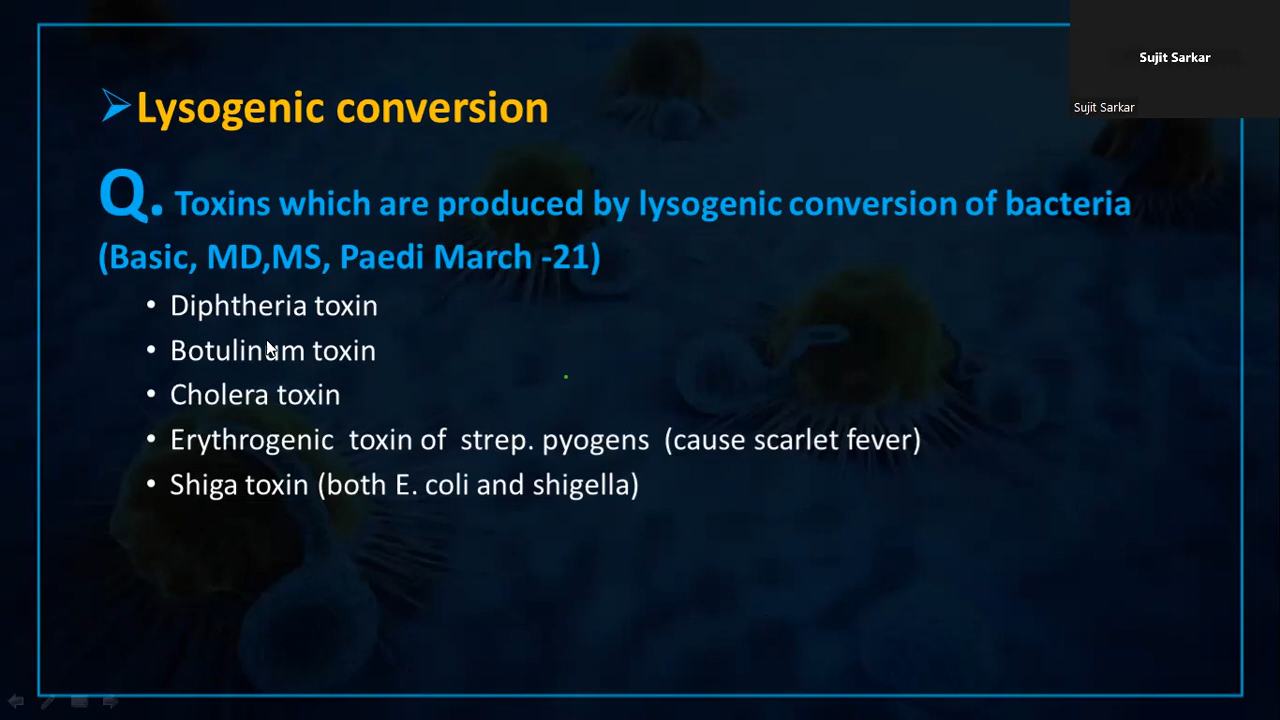 Sujit Sarkar
Sujit Sarkar
➢Lysogenic conversion
Q. Toxins which are produced by lysogenic conversion of bacteria
(Basic, MD,MS, Paedi March -21)
• Diphtheria toxin
• Botulinum toxin
• Cholera toxin
• Erythrogenic toxin of strep. pyogens (cause scarlet fever)
• Shiga toxin (both E. coli and shigella)